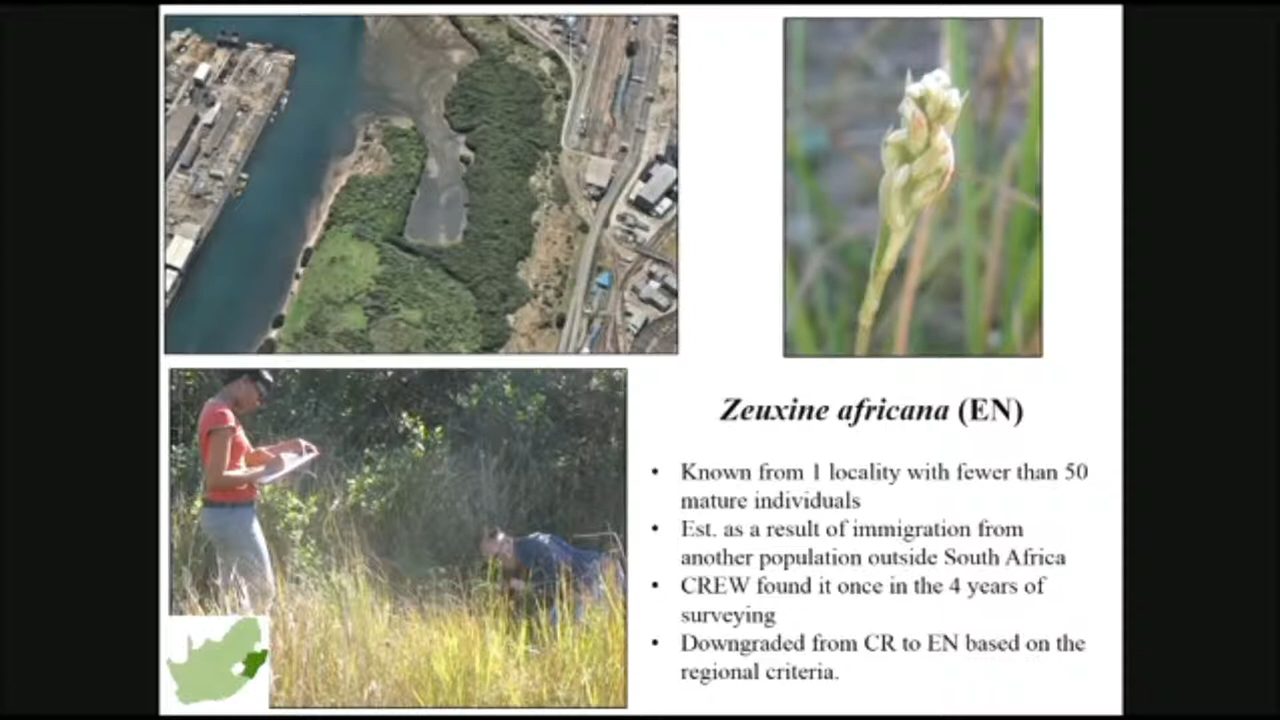 Zeuxine africana (EN)
• Known from 1 locality with fewer than 50
mature individuals
• Est. as a result of immigration from
another population outside South Africa
• CREW found it once in the 4 years of
surveying
• Downgraded from CR to EN based on the
regional criteria.